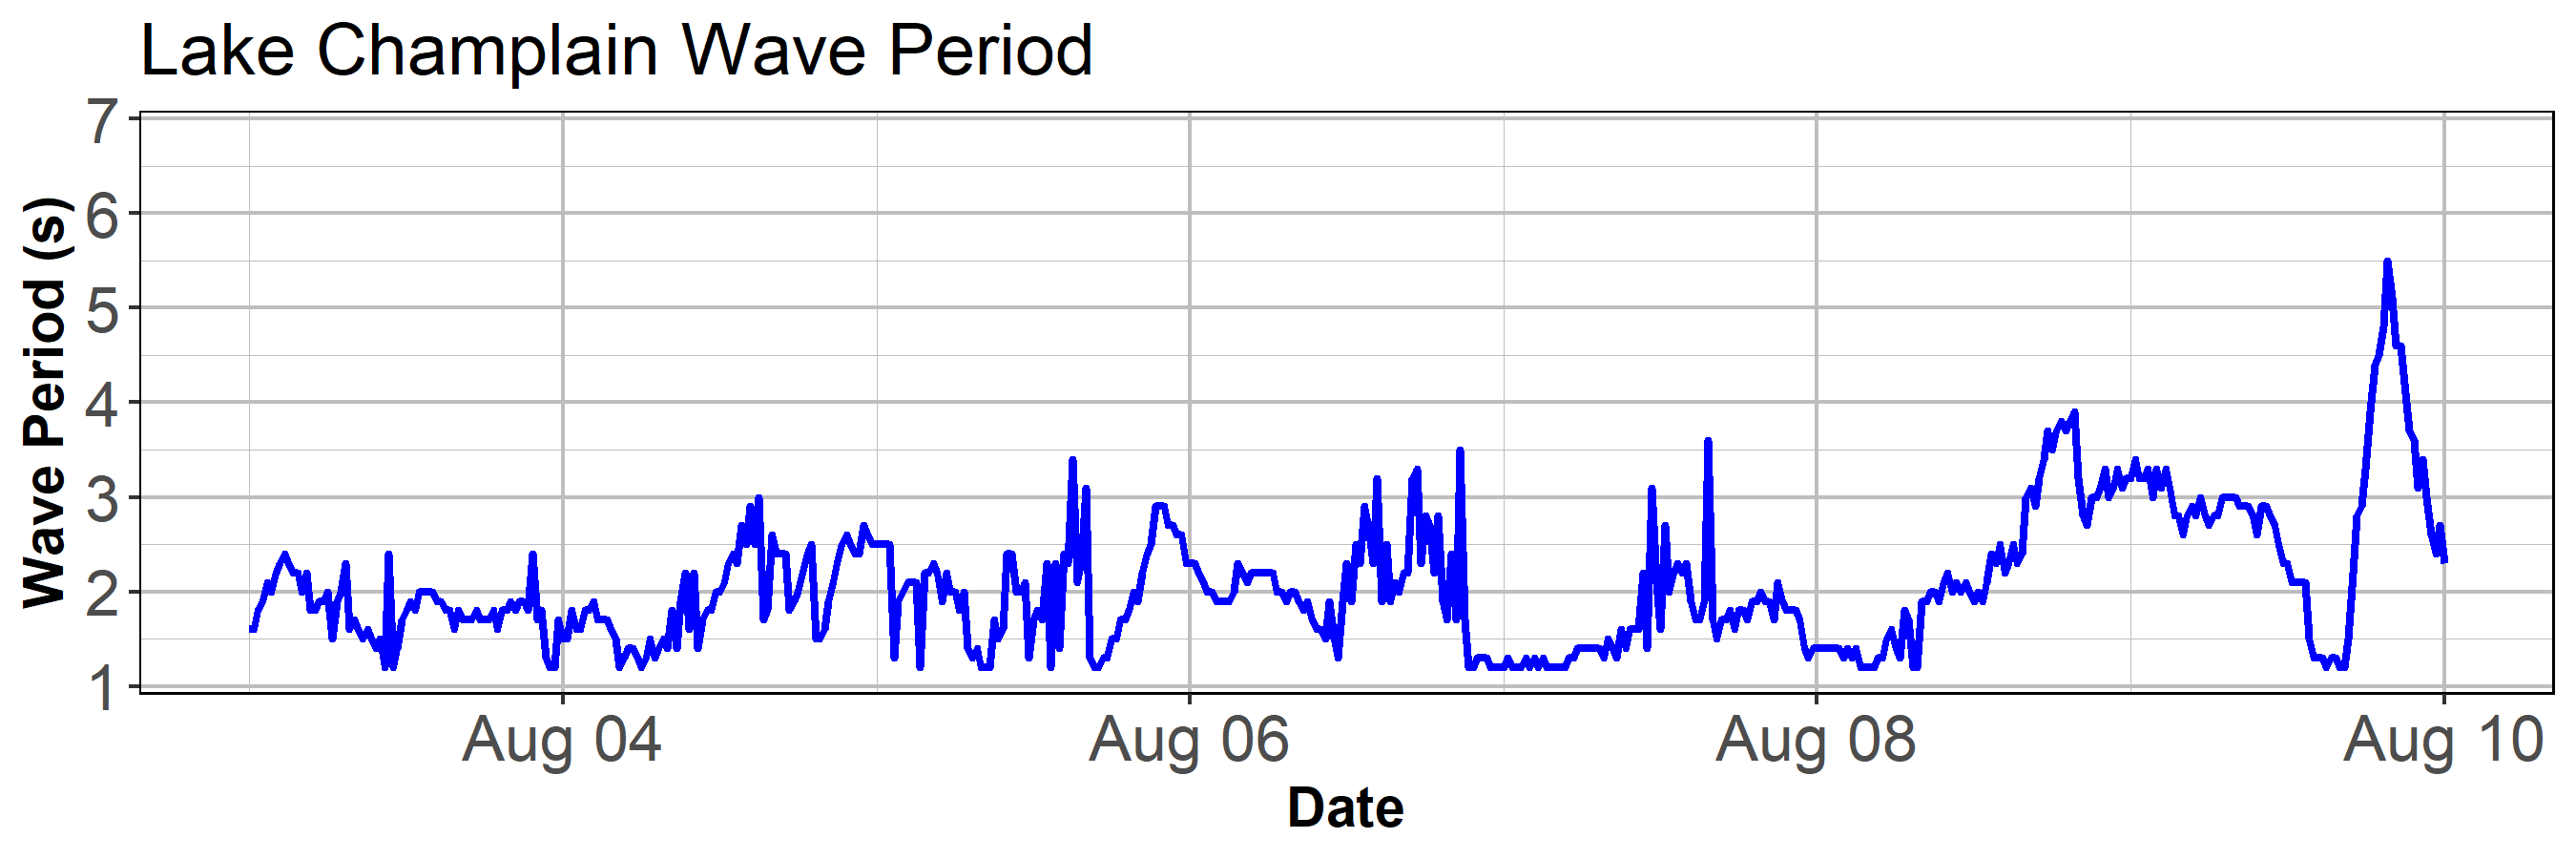 Lake Champlain Wave Period
Wave Period (s)
7
6
5
4
3
2
1
Aug 04
Aug 06
Aug 08
Aug 10
Date